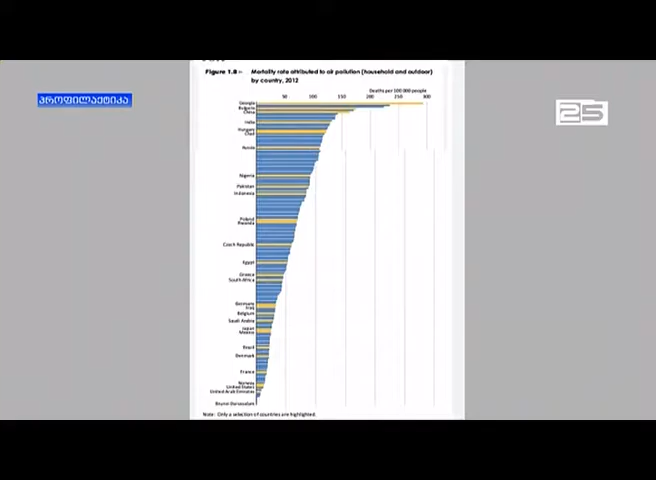 Figure 1.8 – Mortality rate attributed to air pollution (household and outdoor)
by country, 2012
პროფილაქტიკა
25
Deaths per 100 000 people
50 100 150 200 250 300
Georgia
Bulgaria
China
India
Hungary
Chad
Russia
Nigeria
Pakistan
Indonesia
Poland
Rwanda
Czech Republic
Egypt
Greece
South Africa
Germany
Iraq
Belgium
Saudi Arabia
Japan
Mexico
Brazil
Denmark
France
Norway
United States
United Arab Emirates
Brunei Darussalam
Note: Only a selection of countries are highlighted.